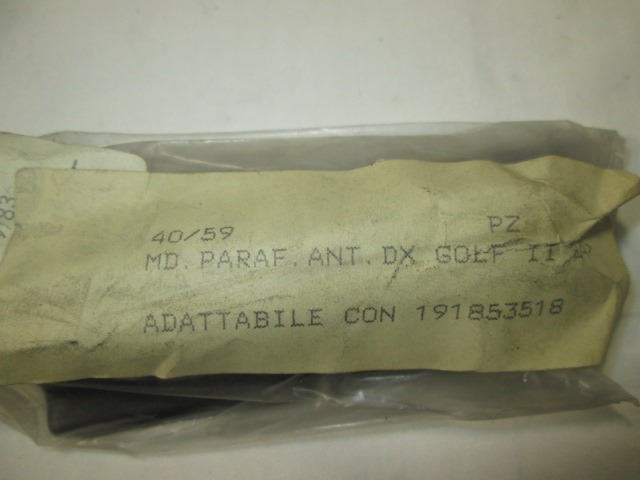 40/59 PZ
MD. PARAF. ANT. DX GOLF II
ADATTABILE CON 191853518